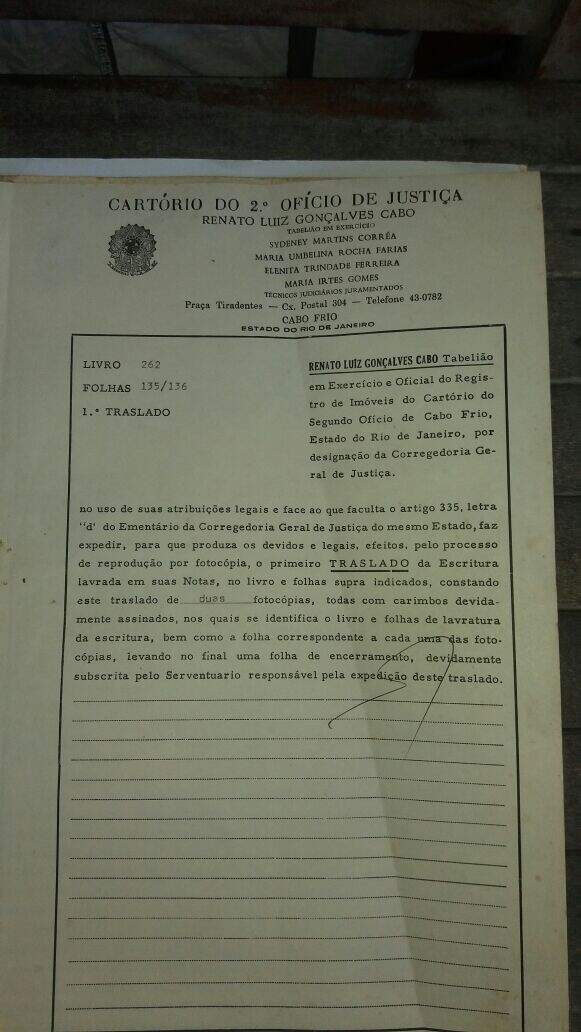 CARTÓRIO DO 2.º OFÍCIO DE JUSTIÇA
RENATO LUIZ GONÇALVES CABO
TABELIÃO EM EXERCÍCIO
SYDENEY MARTINS CORRÊA
MARIA UMBELINA ROCHA FARIAS
ELENITA TRINDADE FERREIRA
MARIA IRTES GOMES
TÉCNICOS JUDICIÁRIOS JURAMENTADOS
Praça Tiradentes — Cx. Postal 304 — Telefone 43-0782
CABO FRIO
ESTADO DO RIO DE JANEIRO
LIVRO 262
FOLHAS 135/136
1.º TRASLADO
RENATO LUIZ GONÇALVES CABO Tabelião
em Exercício e Oficial do Regis-
tro de Imóveis do Cartório do
Segundo Ofício de Cabo Frio,
Estado do Rio de Janeiro, por
designação da Corregedoria Ge-
ral de Justiça.
no uso de suas atribuições legais e face ao que faculta o artigo 335, letra
"d' do Ementário da Corregedoria Geral de Justiça do mesmo Estado, faz
expedir, para que produza os devidos e legais, efeitos, pelo processo
de reprodução por fotocópia, o primeiro TRASLADO da Escritura
lavrada em suas Notas, no livro e folhas supra indicados, constando
este traslado de duas fotocópias, todas com carimbos devida-
mente assinados, nos quais se identifica o livro e folhas de lavratura
da escritura, bem como a folha correspondente a cada uma das foto-
cópias, levando no final uma folha de encerramento, devidamente
subscrita pelo Serventuario responsável pela expedição deste traslado.